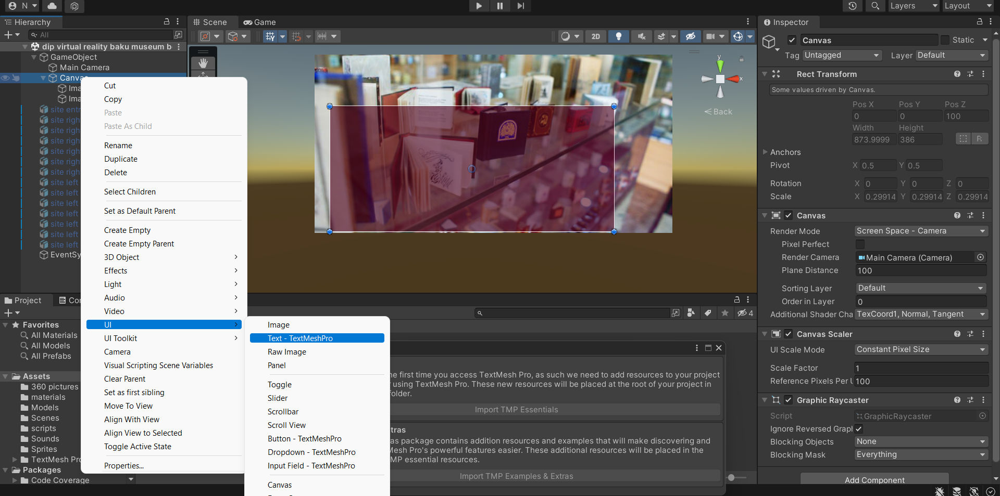 N
Layers
Layout
Hierarchy
Scene
Game
Inspector
All
2D
Canvas
Static
dip virtual reality baku museum b
GameObject
Tag
Untagged
Layer
Default
Main Camera
Canvas
Cut
Copy
Paste
Paste As Child
Rename
Duplicate
Delete
Select Children
Set as Default Parent
Create Empty
Create Empty Parent
3D Object
Effects
Light
Audio
Video
UI
UI Toolkit
Camera
Visual Scripting Scene Variables
Clear Parent
Set as first sibling
Move To View
Align With View
Align View to Selected
Toggle Active State
Properties...
Ima
Ima
site entr
site right
site right
site right
site right
site right
site right
site left
site left
site left
site left
site left
site left
site left
EventSy
y
x
Back
Rect Transform
Some values driven by Canvas.
Pos X
Pos Y
Pos Z
0
0
100
Width
Height
873.9999
386
R
Anchors
Pivot
X 0.5
Y 0.5
Rotation
X 0
Y 0
Z 0
Scale
X 0.29914
Y 0.29914
Z 0.29914
Canvas
Render Mode
Screen Space - Camera
Pixel Perfect
Render Camera
Main Camera (Camera)
Plane Distance
100
Sorting Layer
Default
Order in Layer
0
Additional Shader Cha
TexCoord1, Normal, Tangent
Canvas Scaler
UI Scale Mode
Constant Pixel Size
Scale Factor
1
Reference Pixels Per U
100
Graphic Raycaster
Script
GraphicRaycaster
Ignore Reversed Graph
Blocking Objects
None
Blocking Mask
Everything
Add Component
Project
Con
4
Favorites
All Materials
All Models
All Prefabs
Assets
360 pictures
materials
Models
Scenes
scripts
Sounds
Sprites
TextMesh Pro
Packages
Code Coverage
Image
Text - TextMeshPro
Raw Image
Panel
Toggle
Slider
Scrollbar
Scroll View
Button - TextMeshPro
Dropdown - TextMeshPro
Input Field - TextMeshPro
Canvas
he first time you access TextMesh Pro, as such we need to add resources to your project
r using TextMesh Pro. These new resources will be placed at the root of your project in
older.
Import TMP Essentials
tras
as package contains addition resources and examples that will make discovering and
Mesh Pro's powerful features easier. These additional resources will be placed in the
MP essential resources.
Import TMP Examples & Extras